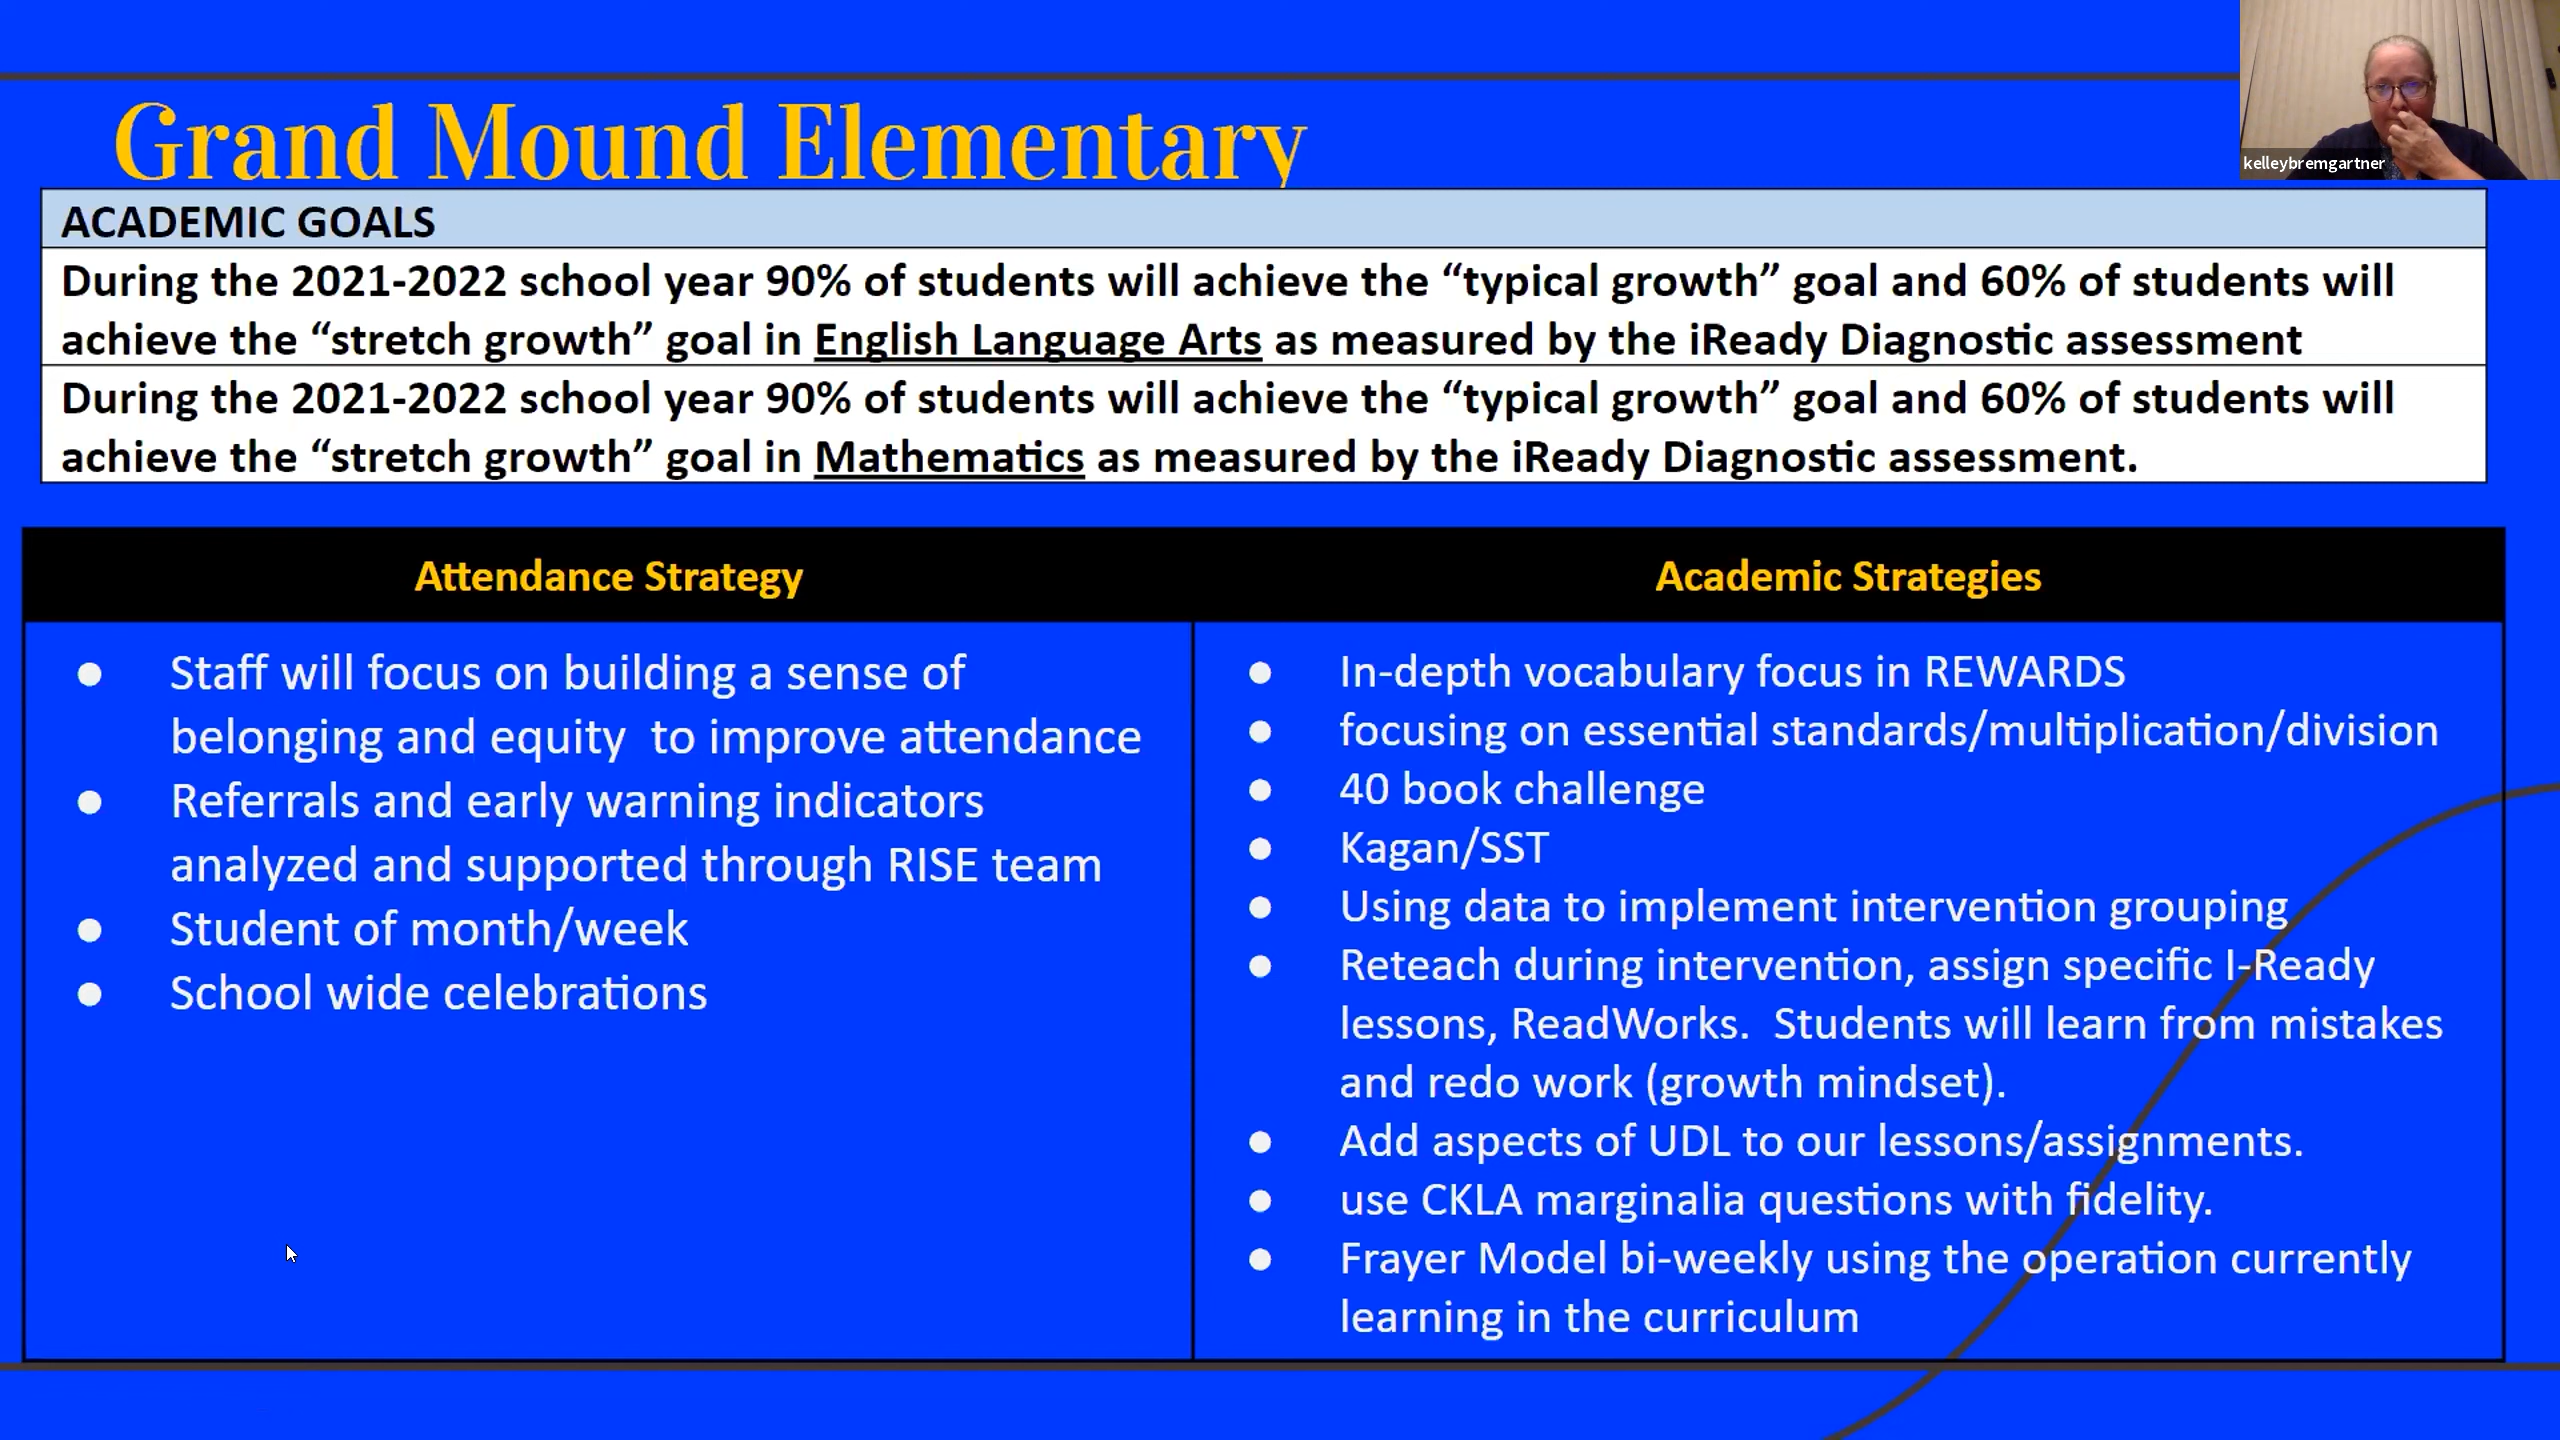 Grand Mound Elementary
kelleybremgartner
ACADEMIC GOALS
During the 2021-2022 school year 90% of students will achieve the “typical growth” goal and 60% of students will
achieve the “stretch growth” goal in English Language Arts as measured by the iReady Diagnostic assessment
During the 2021-2022 school year 90% of students will achieve the “typical growth” goal and 60% of students will
achieve the “stretch growth” goal in Mathematics as measured by the iReady Diagnostic assessment.
Attendance Strategy
● Staff will focus on building a sense of
belonging and equity  to improve attendance
● Referrals and early warning indicators
analyzed and supported through RISE team
● Student of month/week
● School wide celebrations
Academic Strategies
● In-depth vocabulary focus in REWARDS
● focusing on essential standards/multiplication/division
● 40 book challenge
● Kagan/SST
● Using data to implement intervention grouping
● Reteach during intervention, assign specific I-Ready
lessons, ReadWorks.  Students will learn from mistakes
and redo work (growth mindset).
● Add aspects of UDL to our lessons/assignments.
● use CKLA marginalia questions with fidelity.
● Frayer Model bi-weekly using the operation currently
learning in the curriculum